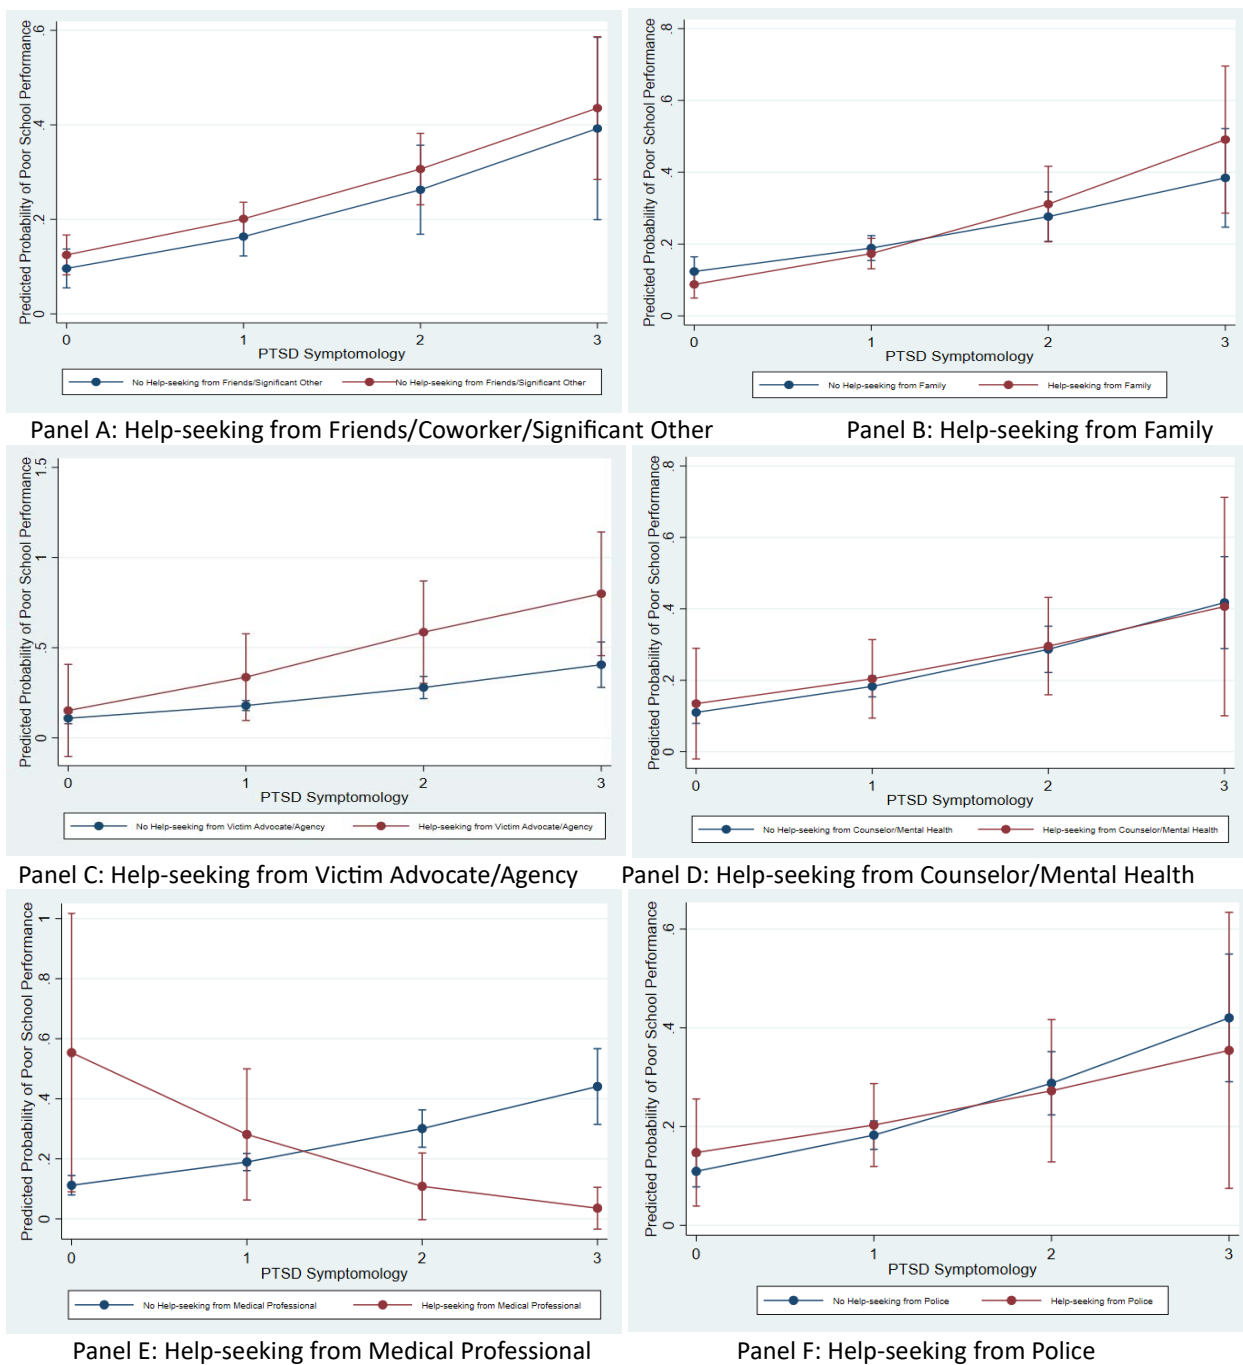 Predicted Probability of Poor School Performance
.6
.4
.2
0
0 1 2 3
PTSD Symptomology
No Help-seeking from Friends/Significant Other No Help-seeking from Friends/Significant Other
Panel A: Help-seeking from Friends/Coworker/Significant Other
Predicted Probability of Poor School Performance
.8
.6
.4
.2
0
0 1 2 3
PTSD Symptomology
No Help-seeking from Family Help-seeking from Family
Panel B: Help-seeking from Family
Predicted Probability of Poor School Performance
1.5
1
.5
0
0 1 2 3
PTSD Symptomology
No Help-seeking from Victim Advocate/Agency Help-seeking from Victim Advocate/Agency
Panel C: Help-seeking from Victim Advocate/Agency
Predicted Probability of Poor School Performance
.8
.6
.4
.2
0
0 1 2 3
PTSD Symptomology
No Help-seeking from Counselor/Mental Health Help-seeking from Counselor/Mental Health
Panel D: Help-seeking from Counselor/Mental Health
Predicted Probability of Poor School Performance
1
.8
.6
.4
.2
0
0 1 2 3
PTSD Symptomology
No Help-seeking from Medical Professional Help-seeking from Medical Professional
Panel E: Help-seeking from Medical Professional
Predicted Probability of Poor School Performance
.6
.4
.2
0
0 1 2 3
PTSD Symptomology
No Help-seeking from Police Help-seeking from Police
Panel F: Help-seeking from Police